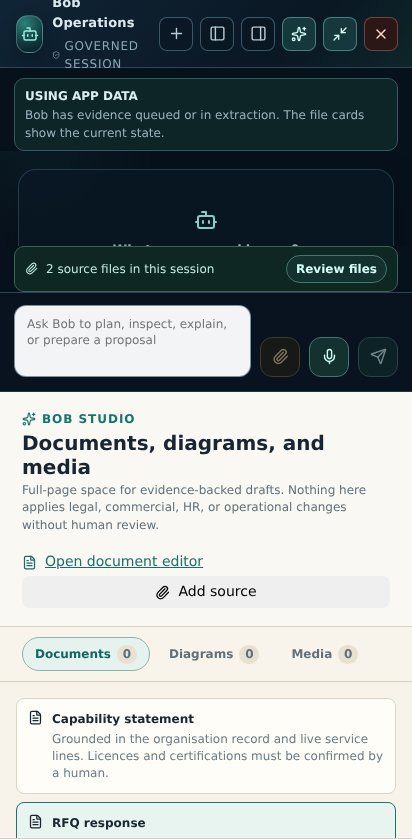 Bob
Operations
GOVERNED
SESSION
USING APP DATA
Bob has evidence queued or in extraction. The file cards
show the current state.
2 source files in this session
Review files
Ask Bob to plan, inspect, explain,
or prepare a proposal
BOB STUDIO
Documents, diagrams, and
media
Full-page space for evidence-backed drafts. Nothing here
applies legal, commercial, HR, or operational changes
without human review.
Open document editor
Add source
Documents 0 Diagrams 0 Media 0
Capability statement
Grounded in the organisation record and live service
lines. Licences and certifications must be confirmed by
a human.
RFQ response